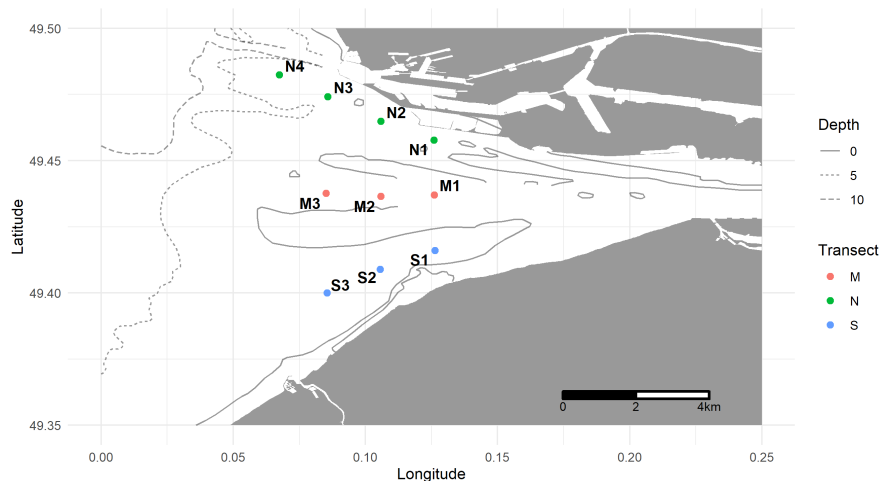 49.50
49.45
49.40
49.35
Latitude
N4
N3
N2
N1
M1
M2
M3
S1
S2
S3
0 2 4km
0.00 0.05 0.10 0.15 0.20 0.25
Longitude
Depth
0
5
10
Transect
M
N
S